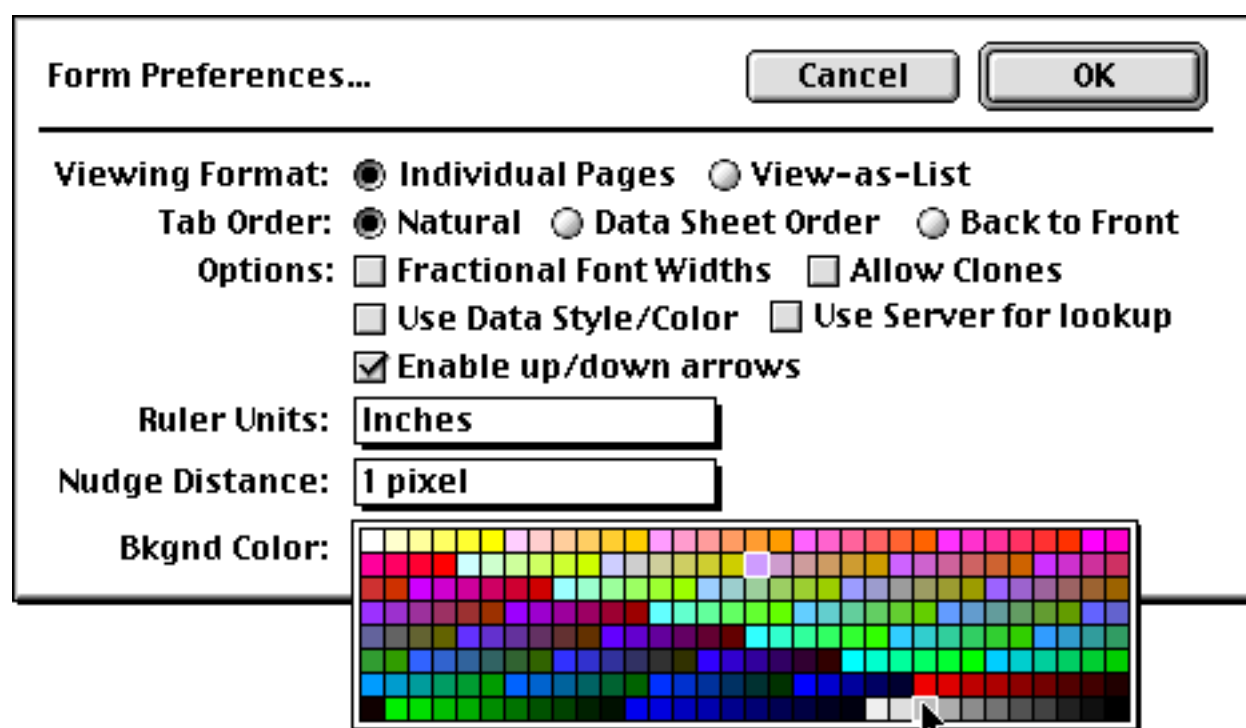 Form Preferences... Cancel OK
Viewing Format: Individual Pages View-as-List
Tab Order: Natural Data Sheet Order Back to Front
Options: Fractional Font Widths Allow Clones
Use Data Style/Color Use Server for lookup
Enable up/down arrows
Ruler Units: Inches
Nudge Distance: 1 pixel
Bkgnd Color: